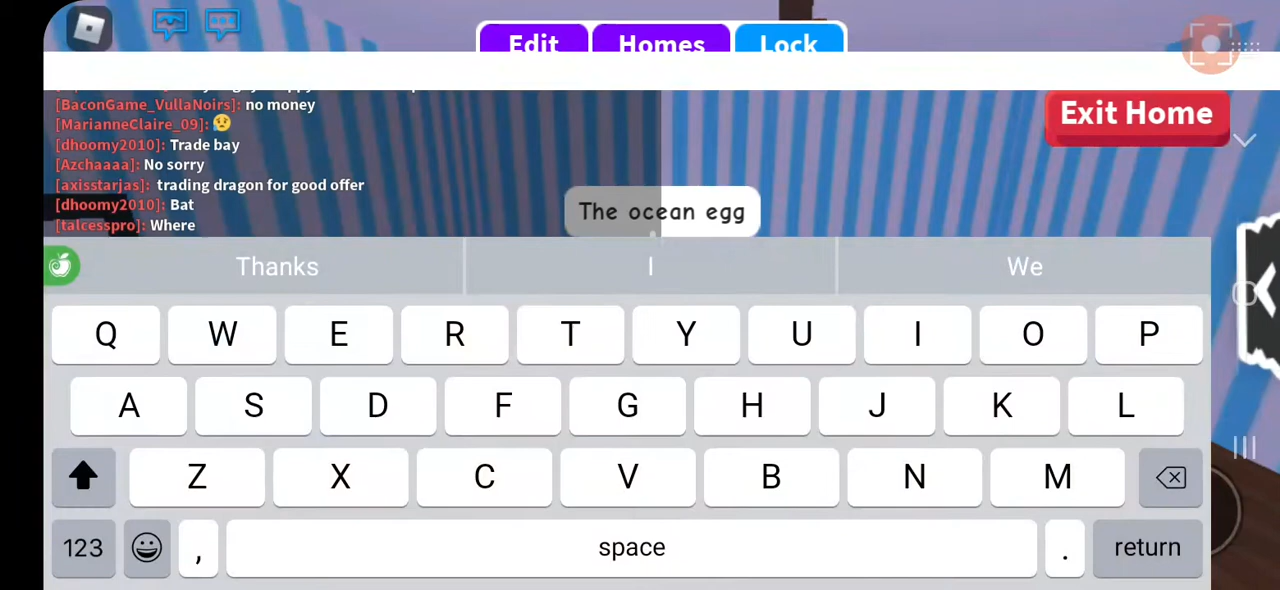 Edit Homes Lock
[BaconGame_VullaNoirs]: no money
[MarianneClaire_09]: 😥
[dhoomy2010]: Trade bay
[Azchaaaa]: No sorry
[axisstarjas]: trading dragon for good offer
[dhoomy2010]: Bat
[talcesspro]: Where
Exit Home
The ocean egg
Thanks I We
Q W E R T Y U I O P
A S D F G H J K L
Z X C V B N M
123 , space . return